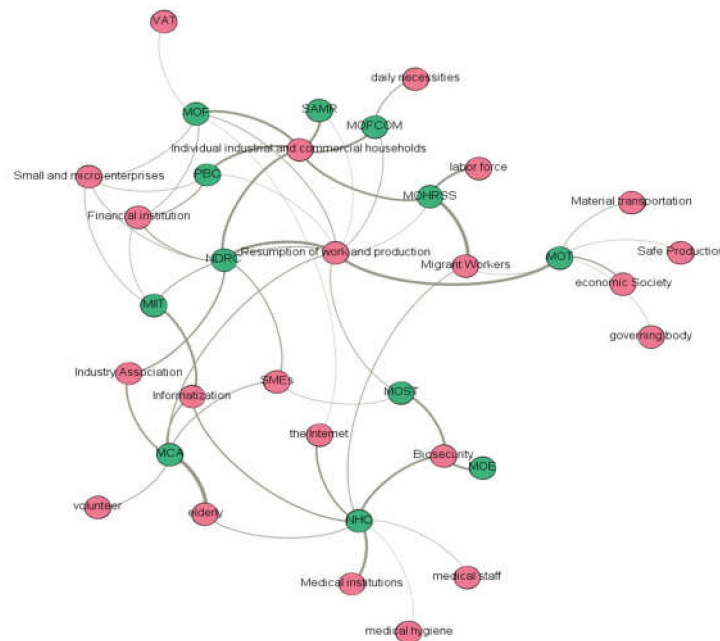 VAT
daily necessities
MOF
SAMR
MOFCOM
Individual industrial and commercial households
labor force
Small and micro enterprises
PBC
MOHRSS
Material transportation
Financial institution
Safe Production
NDRC
Resumption of work and production
MOT
Migrant Workers
economic Society
MIIT
governing body
Industry Association
SMEs
Informatization
MOST
the Internet
MCA
Biosecurity
MOE
volunteer
elderly
NHC
Medical institutions
medical staff
medical hygiene